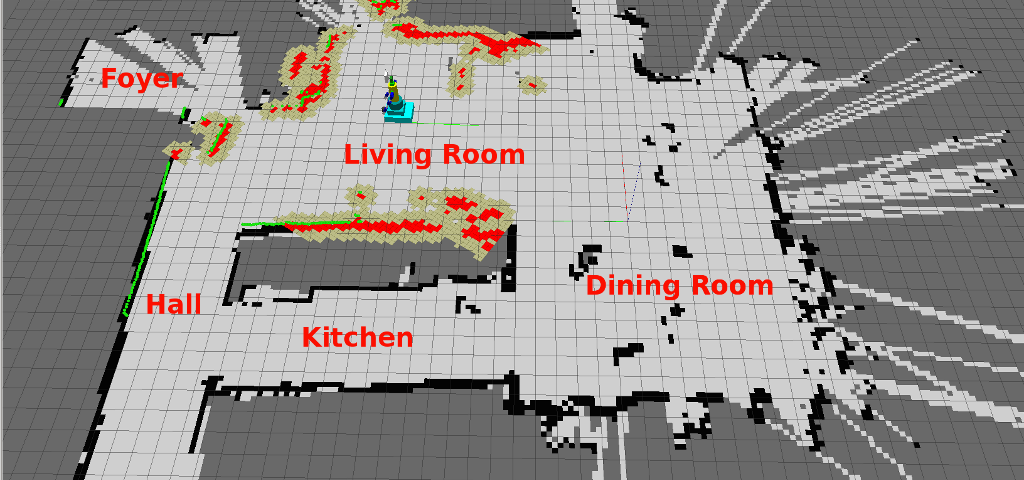 Foyer
Living Room
Hall
Dining Room
Kitchen